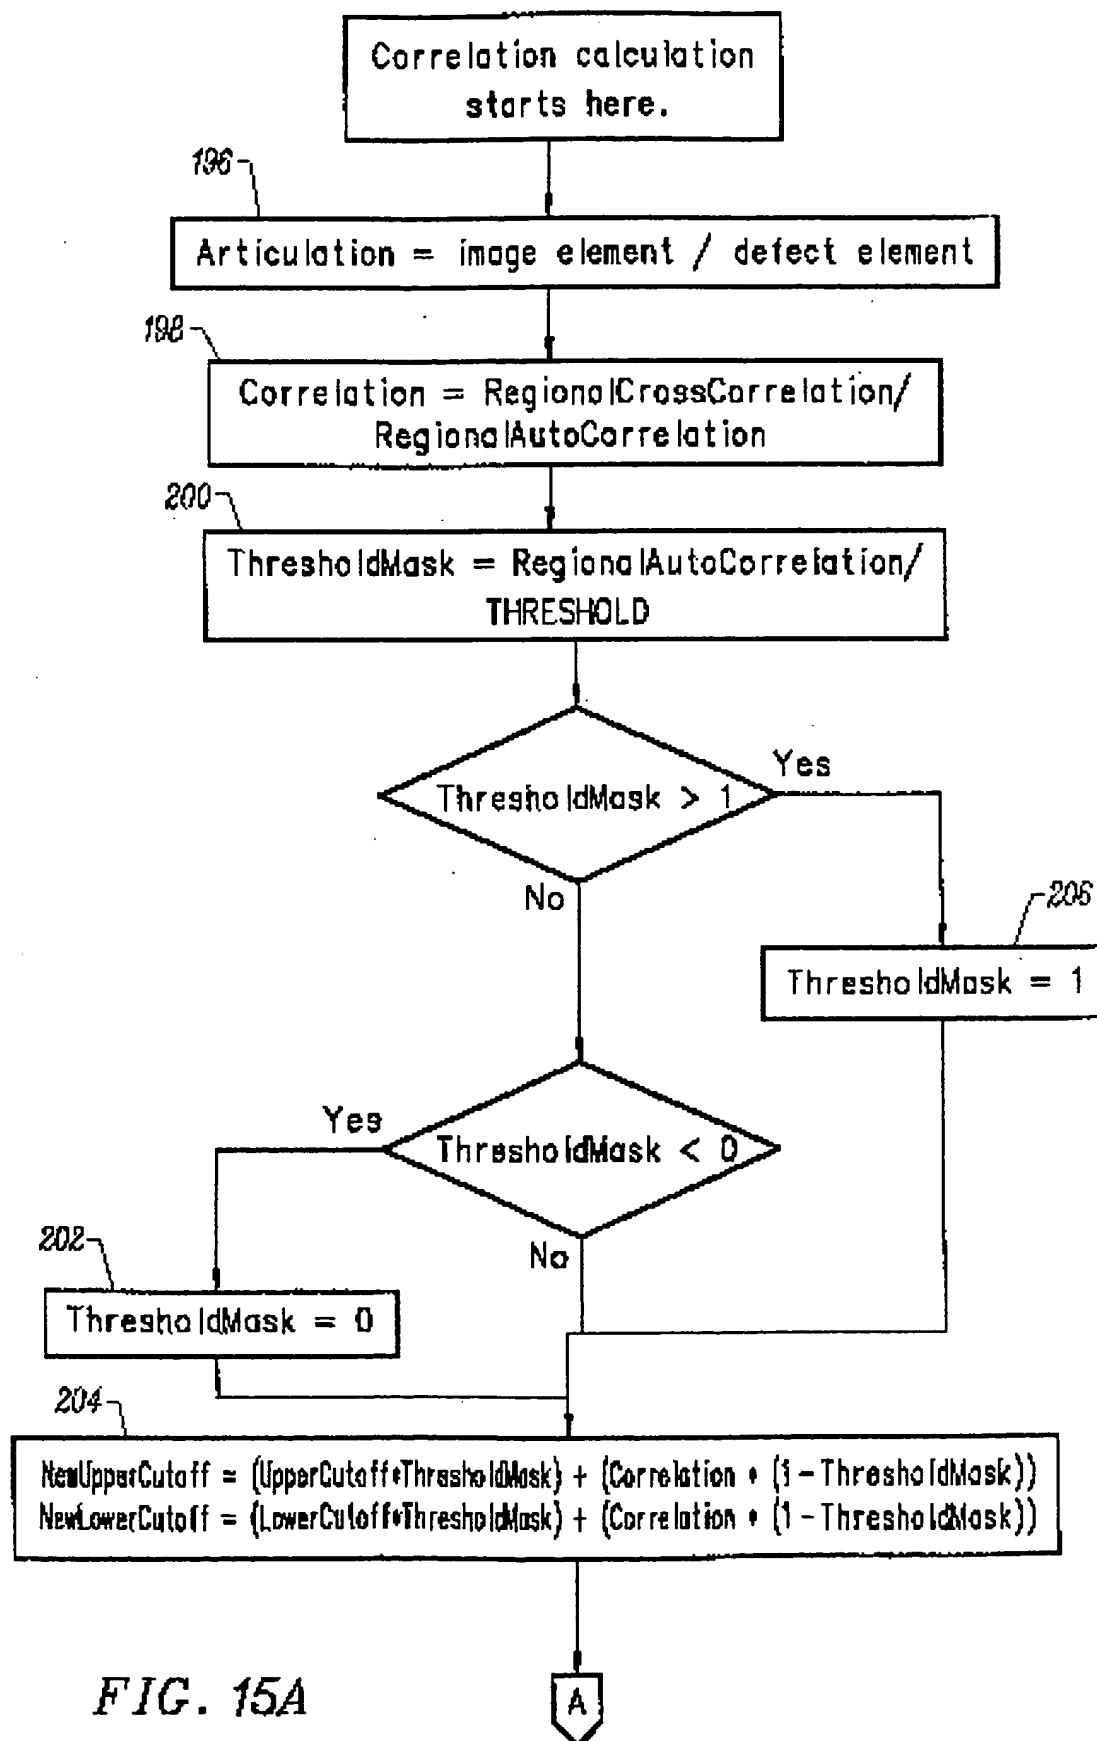 Correlation calculation
starts here.
196
Articulation = image element / defect element
198
Correlation = RegionalCrossCorrelation/
RegionalAutoCorrelation
200
ThresholdMask = RegionalAutoCorrelation/
THRESHOLD
ThresholdMask > 1
Yes
No
206
ThresholdMask = 1
ThresholdMask < 0
Yes
No
202
ThresholdMask = 0
204
NewUpperCutoff = (UpperCutoff*ThresholdMask) + (Correlation * (1-ThresholdMask))
NewLowerCutoff = (LowerCutoff*ThresholdMask) + (Correlation * (1-ThresholdMask))
A
FIG. 15A